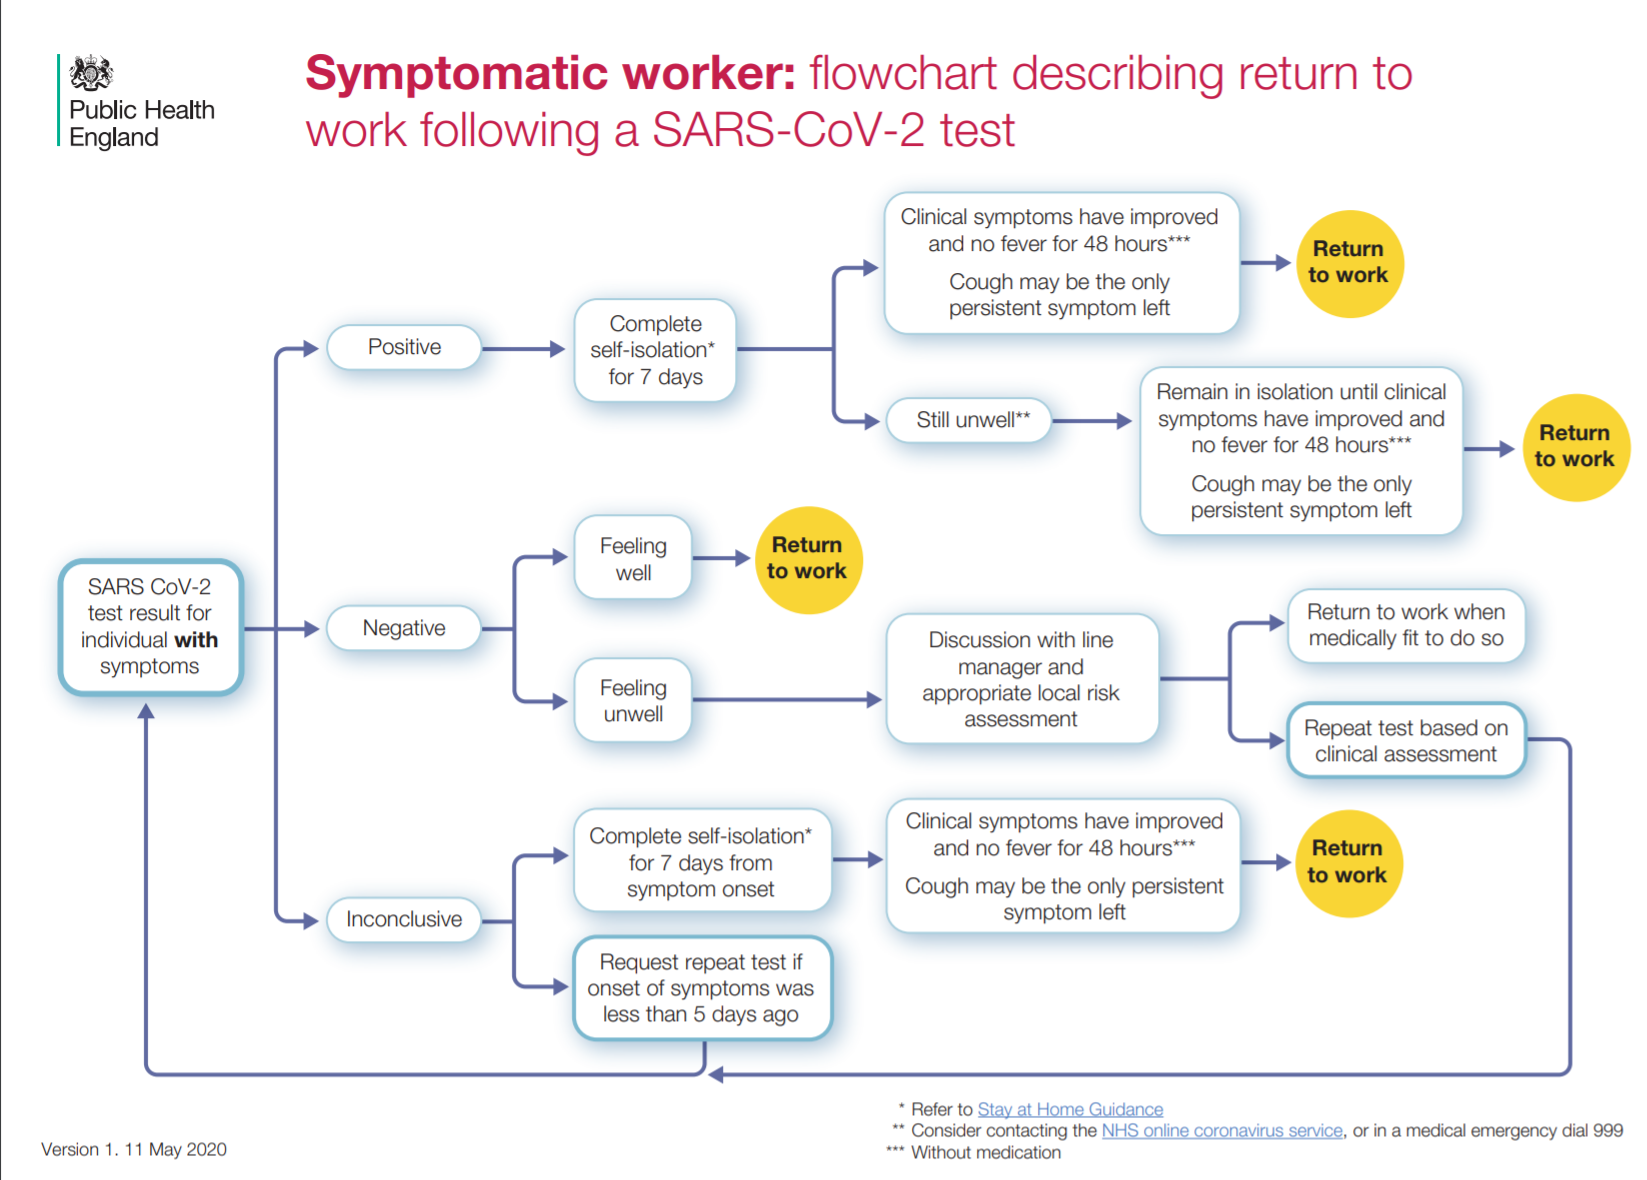 Public Health
England
Symptomatic worker: flowchart describing return to
work following a SARS-CoV-2 test
SARS CoV-2
test result for
individual with
symptoms
Positive
Complete
self-isolation*
for 7 days
Clinical symptoms have improved
and no fever for 48 hours***
Cough may be the only
persistent symptom left
Return
to work
Still unwell**
Remain in isolation until clinical
symptoms have improved and
no fever for 48 hours***
Cough may be the only
persistent symptom left
Return
to work
Negative
Feeling
well
Return
to work
Feeling
unwell
Discussion with line
manager and
appropriate local risk
assessment
Return to work when
medically fit to do so
Repeat test based on
clinical assessment
Inconclusive
Complete self-isolation*
for 7 days from
symptom onset
Clinical symptoms have improved
and no fever for 48 hours***
Cough may be the only persistent
symptom left
Return
to work
Request repeat test if
onset of symptoms was
less than 5 days ago
* Refer to Stay at Home Guidance
** Consider contacting the NHS online coronavirus service, or in a medical emergency dial 999
*** Without medication
Version 1. 11 May 2020